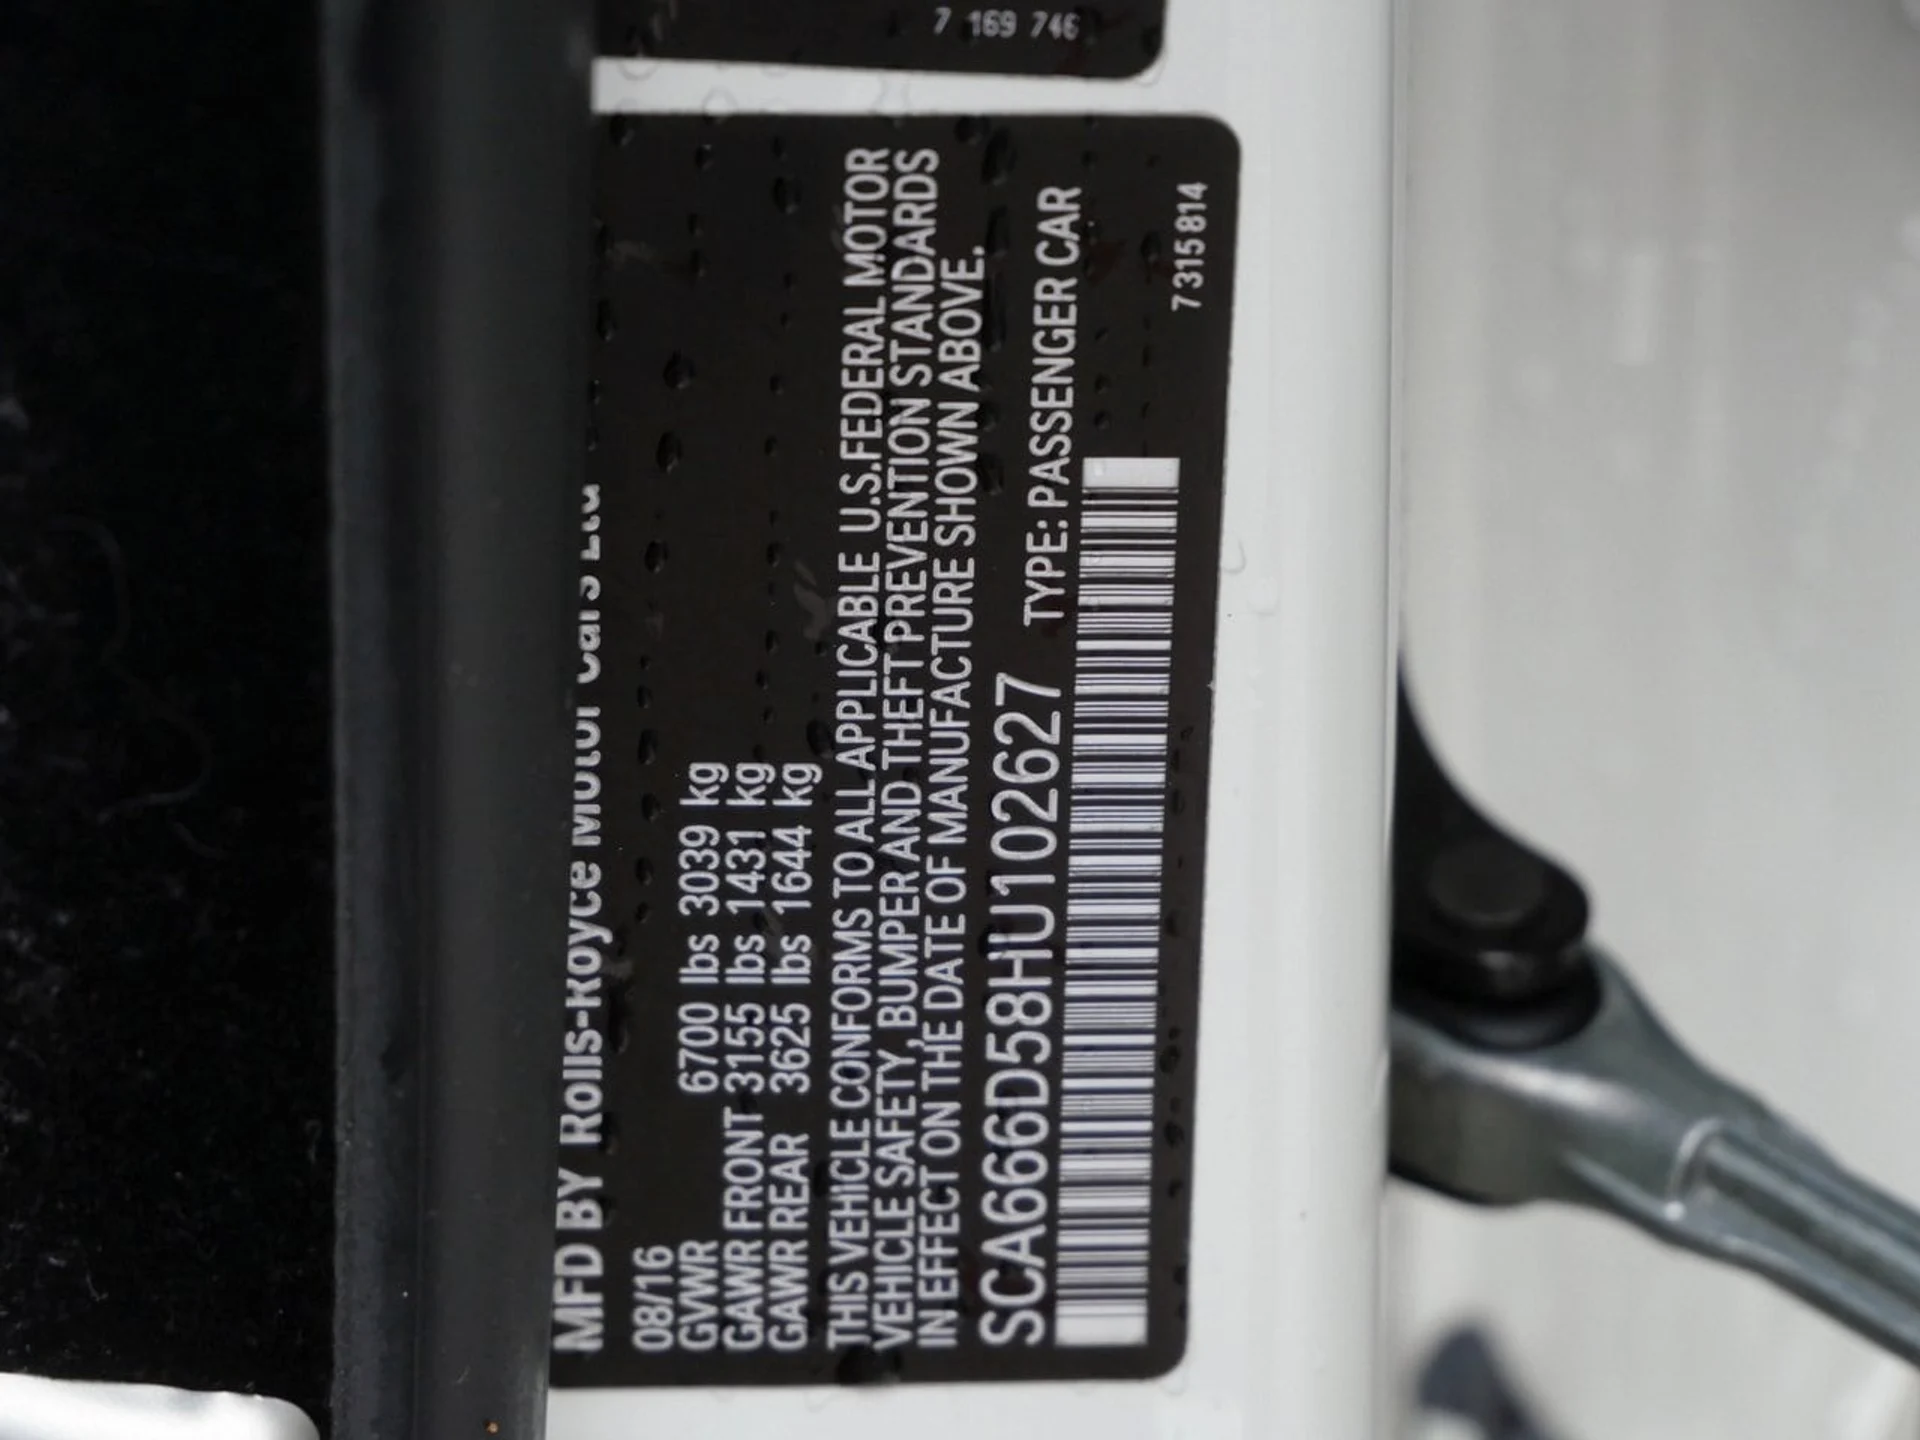 7 169 746
MFD BY Rolls-Royce Motor Cars Ltd
08/16
GVWR 6700 lbs 3039 kg
GAWR FRONT 3155 lbs 1431 kg
GAWR REAR 3625 lbs 1644 kg
THIS VEHICLE CONFORMS TO ALL APPLICABLE U.S.FEDERAL MOTOR
VEHICLE SAFETY, BUMPER AND THEFT PREVENTION STANDARDS
IN EFFECT ON THE DATE OF MANUFACTURE SHOWN ABOVE.
SCA666D58HU102627 TYPE: PASSENGER CAR
7315814